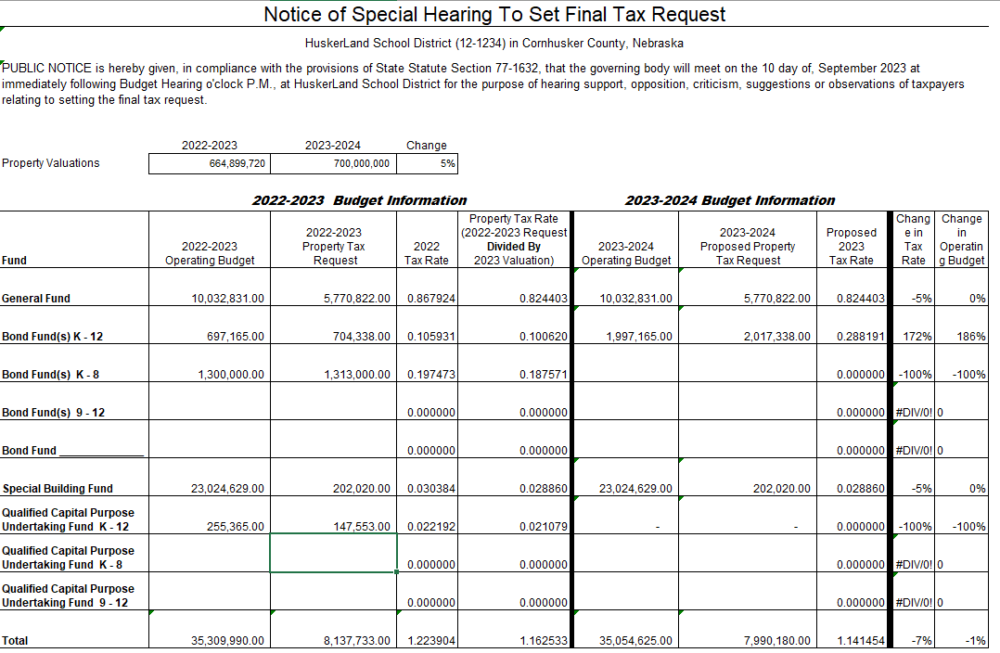 Notice of Special Hearing To Set Final Tax Request
HuskerLand School District (12-1234) in Cornhusker County, Nebraska
PUBLIC NOTICE is hereby given, in compliance with the provisions of State Statute Section 77-1632, that the governing body will meet on the 10 day of, September 2023 at
immediately following Budget Hearing o'clock P.M., at HuskerLand School District for the purpose of hearing support, opposition, criticism, suggestions or observations of taxpayers
relating to setting the final tax request.
2022-2023 2023-2024 Change
Property Valuations 664,899,720 700,000,000 5%
2022-2023 Budget Information 2023-2024 Budget Information
Fund
2022-2023
Operating Budget
2022-2023
Property Tax
Request
2022
Tax Rate
Property Tax Rate
(2022-2023 Request
Divided By
2023 Valuation)
2023-2024
Operating Budget
2023-2024
Proposed Property
Tax Request
Proposed
2023
Tax Rate
Chang
e in
Tax
Rate
Change
in
Operatin
g Budget
General Fund 10,032,831.00 5,770,822.00 0.867924 0.824403 10,032,831.00 5,770,822.00 0.824403 -5% 0%
Bond Fund(s) K - 12 697,165.00 704,338.00 0.105931 0.100620 1,997,165.00 2,017,338.00 0.288191 172% 186%
Bond Fund(s) K - 8 1,300,000.00 1,313,000.00 0.197473 0.187571 0.000000 -100% -100%
Bond Fund(s) 9 - 12 0.000000 0.000000 0.000000 #DIV/0! 0
Bond Fund ______________ 0.000000 0.000000 0.000000 #DIV/0! 0
Special Building Fund 23,024,629.00 202,020.00 0.030384 0.028860 23,024,629.00 202,020.00 0.028860 -5% 0%
Qualified Capital Purpose
Undertaking Fund K - 12 255,365.00 147,553.00 0.022192 0.021079 - - 0.000000 -100% -100%
Qualified Capital Purpose
Undertaking Fund K - 8 0.000000 0.000000 0.000000 #DIV/0! 0
Qualified Capital Purpose
Undertaking Fund 9 - 12 0.000000 0.000000 0.000000 #DIV/0! 0
Total 35,309,990.00 8,137,733.00 1.223904 1.162533 35,054,625.00 7,990,180.00 1.141454 -7% -1%